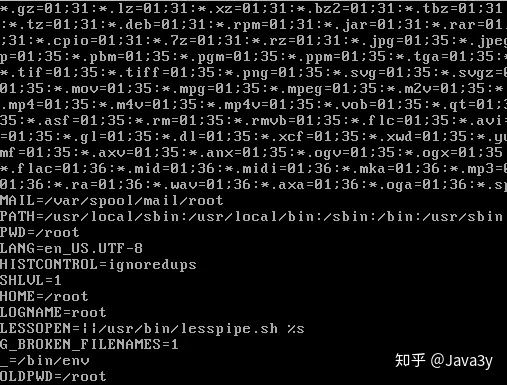 *.gz=01;31:*.lz=01;31:*.xz=01;31:*.bz2=01;31:*.tbz=01;31
:*.tz=01;31:*.deb=01;31:*.rpm=01;31:*.jar=01;31:*.rar=01;
;31:*.cpio=01;31:*.7z=01;31:*.rz=01;31:*.jpg=01;35:*.jpeg
p=01;35:*.pbm=01;35:*.pgm=01;35:*.ppm=01;35:*.tga=01;35:
*.tif=01;35:*.tiff=01;35:*.png=01;35:*.svg=01;35:*.svgz=0
:*.mov=01;35:*.mpg=01;35:*.mpeg=01;35:*.m2v=01;35:*.
.mp4=01;35:*.m4v=01;35:*.mp4v=01;35:*.vob=01;35:*.qt=01;3
35:*.asf=01;35:*.rm=01;35:*.rmvb=01;35:*.flc=01;35:*.avi=
:*.gl=01;35:*.dl=01;35:*.xcf=01;35:*.xwd=01;35:*.yu
mf=01;35:*.axv=01;35:*.anx=01;35:*.ogv=01;35:*.ogx=01;35:
*.flac=01;36:*.mid=01;36:*.midi=01;36:*.mka=01;36:*.mp3=0
1;36:*.ra=01;36:*.wav=01;36:*.axa=01;36:*.oga=01;36:*.sp
MAIL=/var/spool/mail/root
PATH=/usr/local/sbin:/usr/local/bin:/sbin:/bin:/usr/sbin
PWD=/root
LANG=en_US.UTF-8
HISTCONTROL=ignoredups
SHLVL=1
HOME=/root
LOGNAME=root
LESSOPEN=||/usr/bin/lesspipe.sh %s
G_BROKEN_FILENAMES=1
_=/bin/env
OLDPWD=/root
知乎 @Java3y